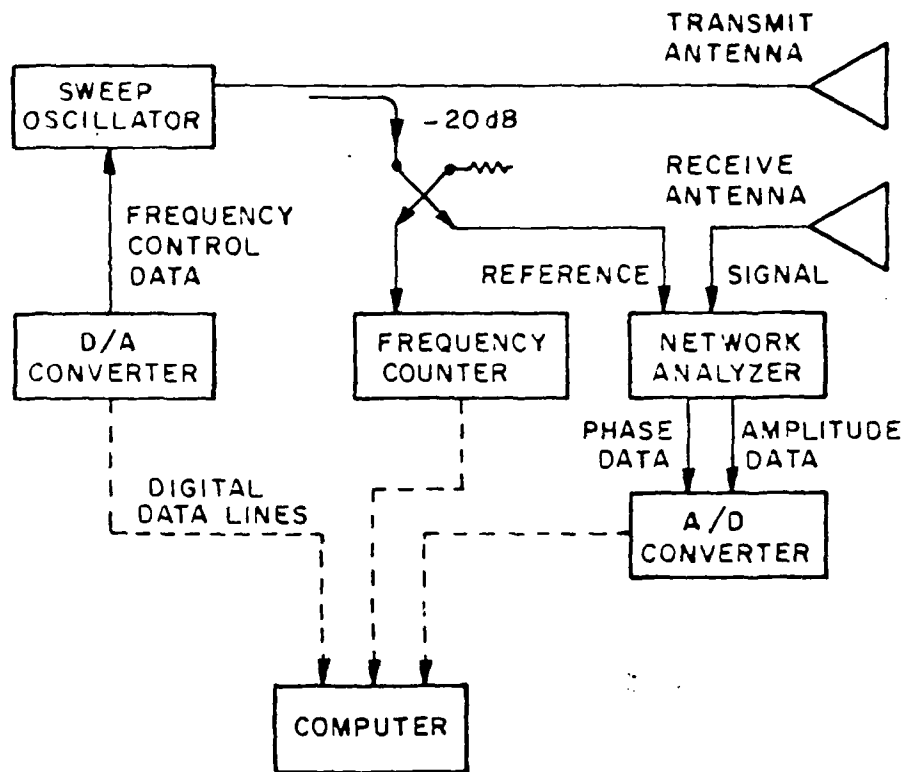 TRANSMIT
ANTENNA
SWEEP
OSCILLATOR
-20dB
RECEIVE
ANTENNA
FREQUENCY
CONTROL
DATA
REFERENCE
SIGNAL
D/A
CONVERTER
FREQUENCY
COUNTER
NETWORK
ANALYZER
PHASE
DATA
AMPLITUDE
DATA
DIGITAL
DATA LINES
A/D
CONVERTER
COMPUTER